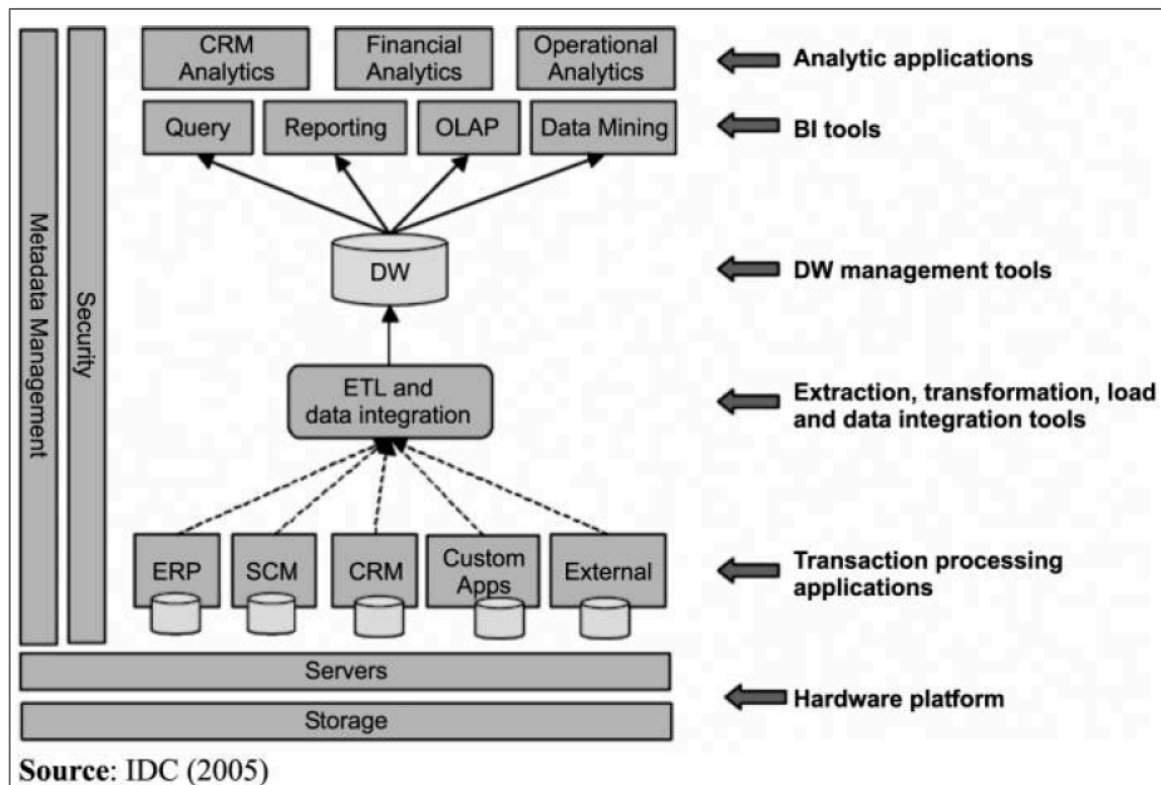 CRM
Analytics
Financial
Analytics
Operational
Analytics
Analytic applications
Query
Reporting
OLAP
Data Mining
BI tools
DW
DW management tools
Metadata Management
Security
ETL and
data integration
Extraction, transformation, load
and data integration tools
ERP
SCM
CRM
Custom
Apps
External
Transaction processing
applications
Servers
Hardware platform
Storage
Source: IDC (2005)